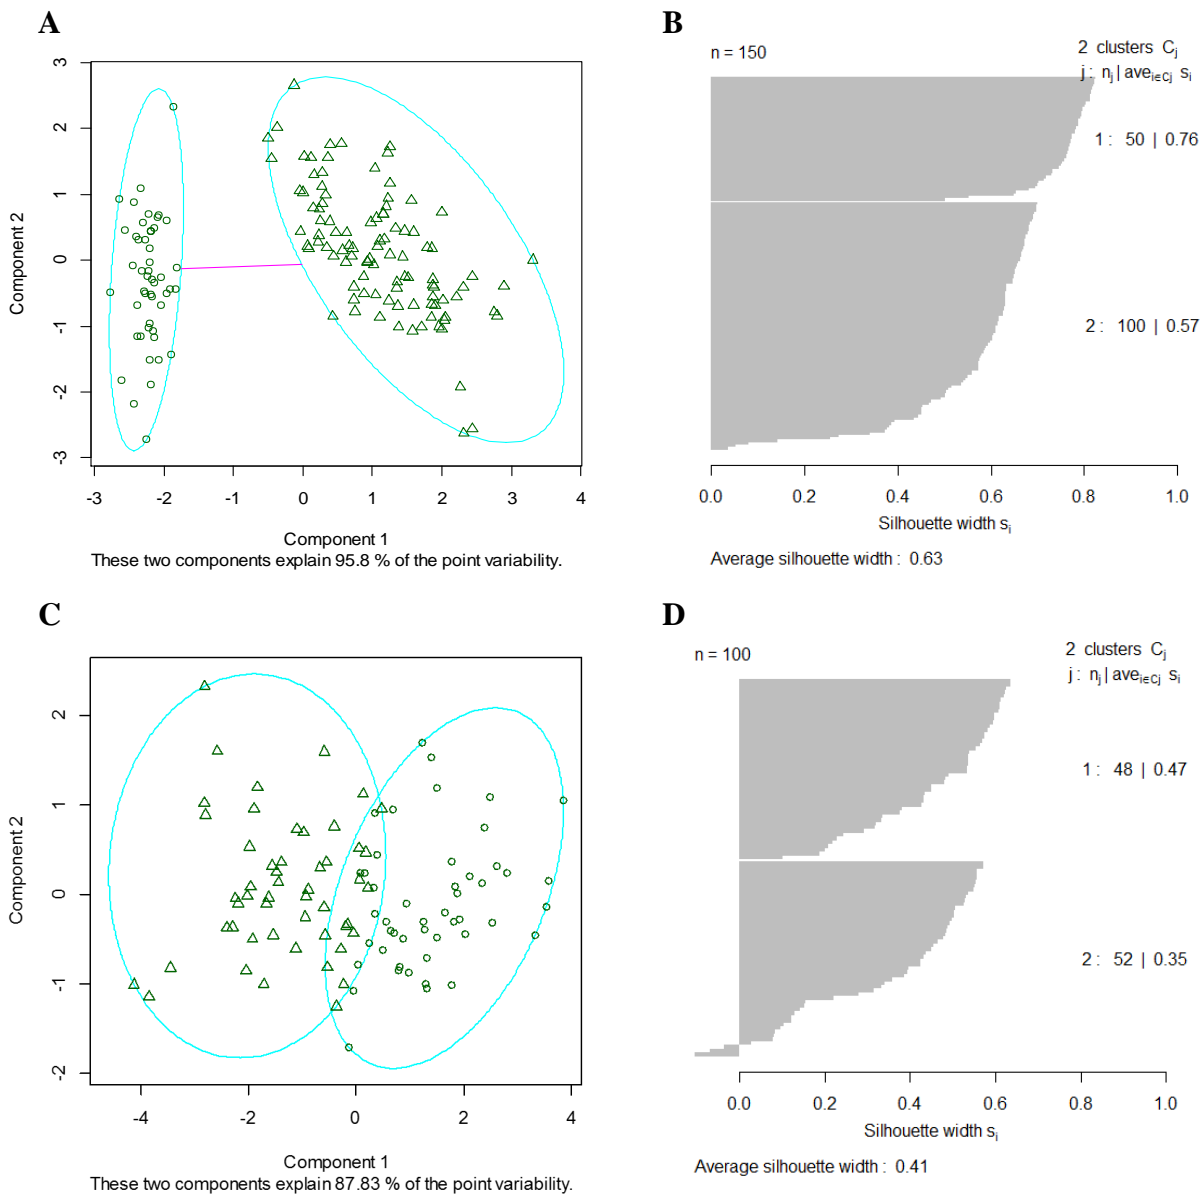 A
3
2
1
0
-1
-2
-3
Component 2
-3 -2 -1 0 1 2 3 4
Component 1
These two components explain 95.8 % of the point variability.
B
n = 150
2 clusters Cj
j : nj | avei∈Cj si
1 : 50 | 0.76
2 : 100 | 0.57
0.0 0.2 0.4 0.6 0.8 1.0
Silhouette width si
Average silhouette width : 0.63
C
2
1
0
-1
-2
Component 2
-4 -2 0 2 4
Component 1
These two components explain 87.83 % of the point variability.
D
n = 100
2 clusters Cj
j : nj | avei∈Cj si
1 : 48 | 0.47
2 : 52 | 0.35
0.0 0.2 0.4 0.6 0.8 1.0
Silhouette width si
Average silhouette width : 0.41